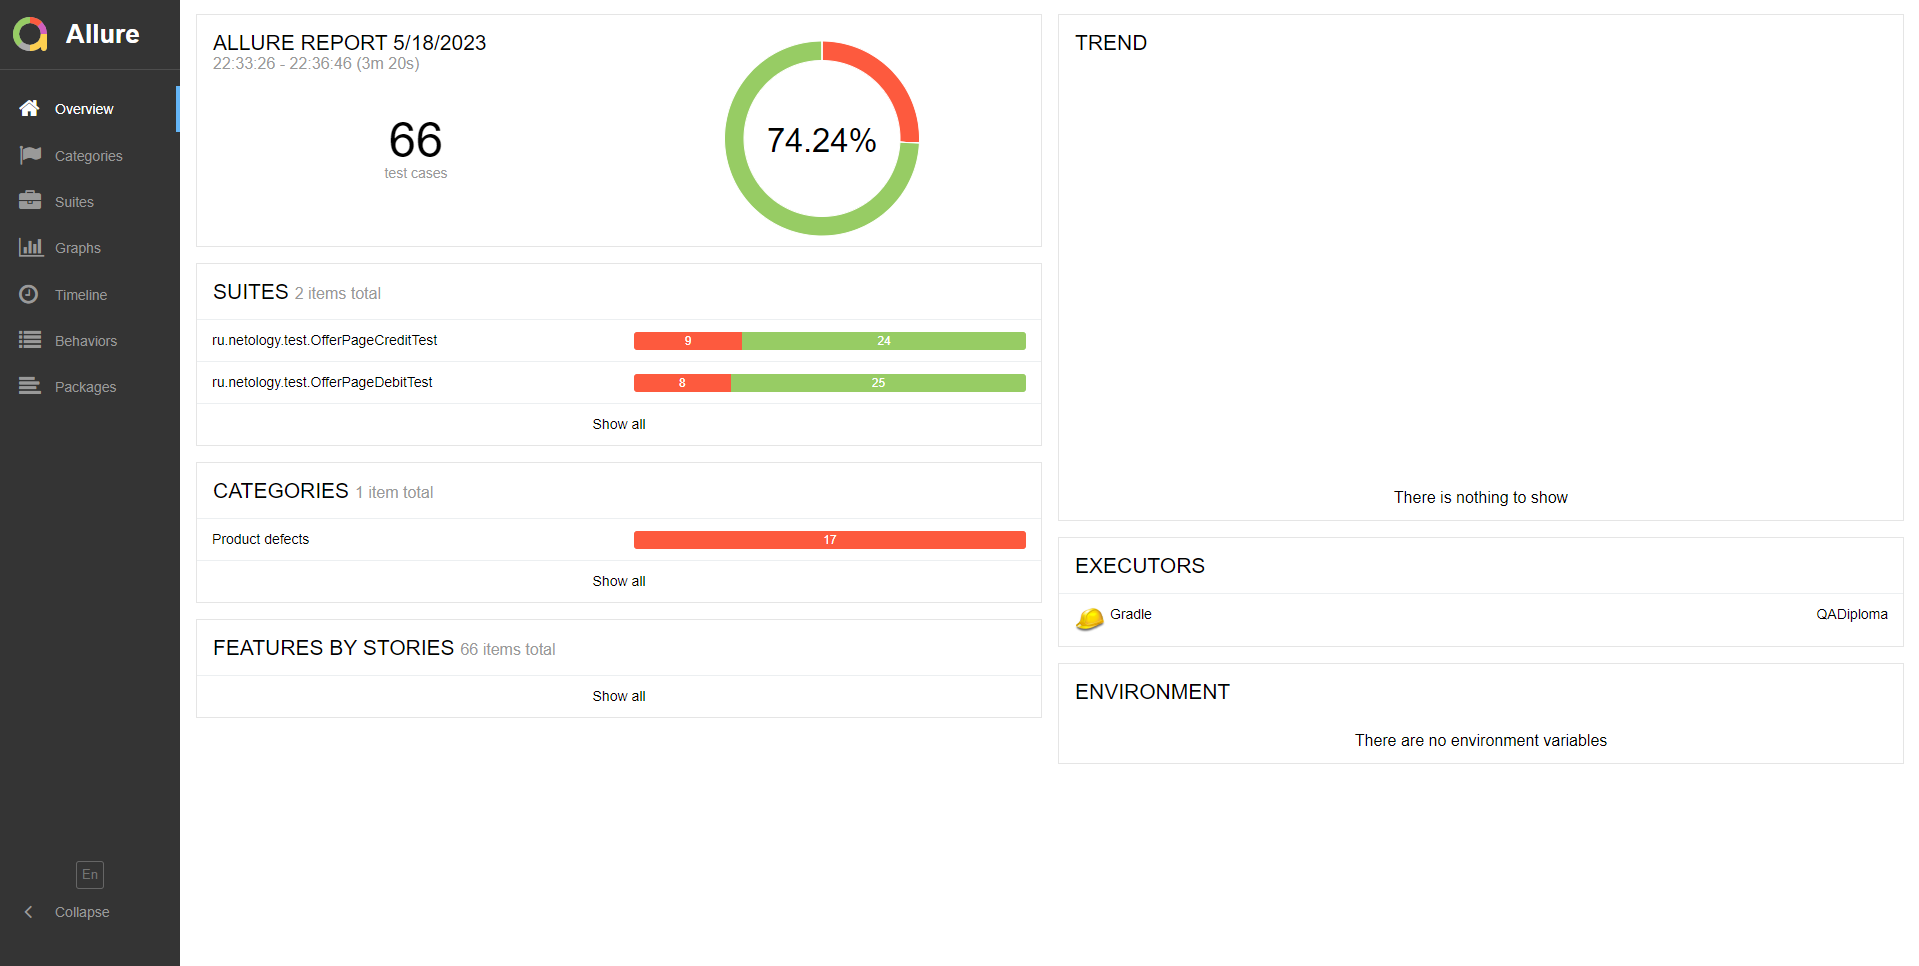 Allure
Overview
Categories
Suites
Graphs
Timeline
Behaviors
Packages
En
Collapse
ALLURE REPORT 5/18/2023
22:33:26 - 22:36:46 (3m 20s)
66
test cases
74.24%
SUITES 2 items total
ru.netology.test.OfferPageCreditTest 9 24
ru.netology.test.OfferPageDebitTest 8 25
Show all
CATEGORIES 1 item total
Product defects 17
Show all
FEATURES BY STORIES 66 items total
Show all
TREND
There is nothing to show
EXECUTORS
Gradle QADiploma
ENVIRONMENT
There are no environment variables